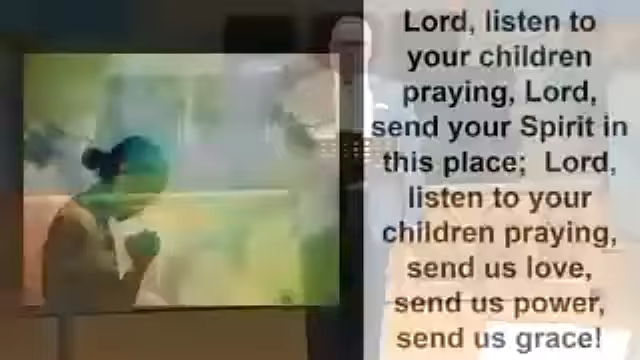 Lord, listen to
your children
praying, Lord,
send your Spirit in
this place; Lord,
listen to your
children praying,
send us love,
send us power,
send us grace!